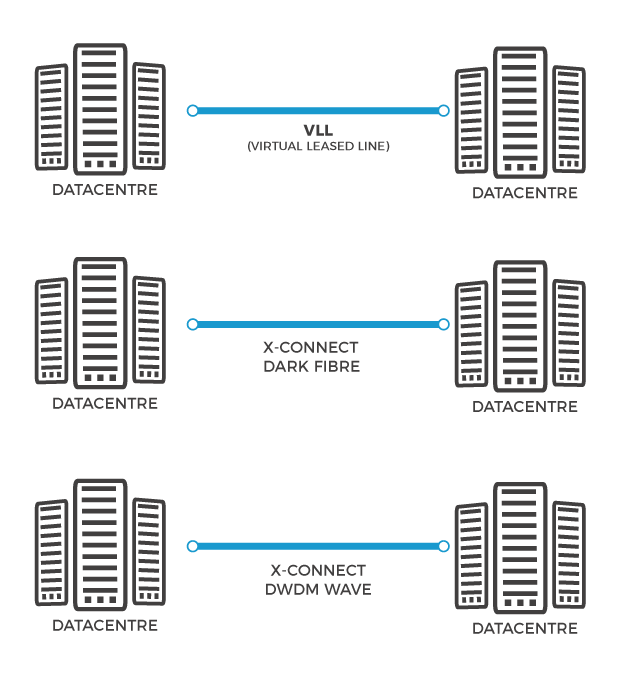 VLL
(VIRTUAL LEASED LINE)
DATACENTRE
DATACENTRE
X-CONNECT
DARK FIBRE
DATACENTRE
DATACENTRE
X-CONNECT
DWDM WAVE
DATACENTRE
DATACENTRE